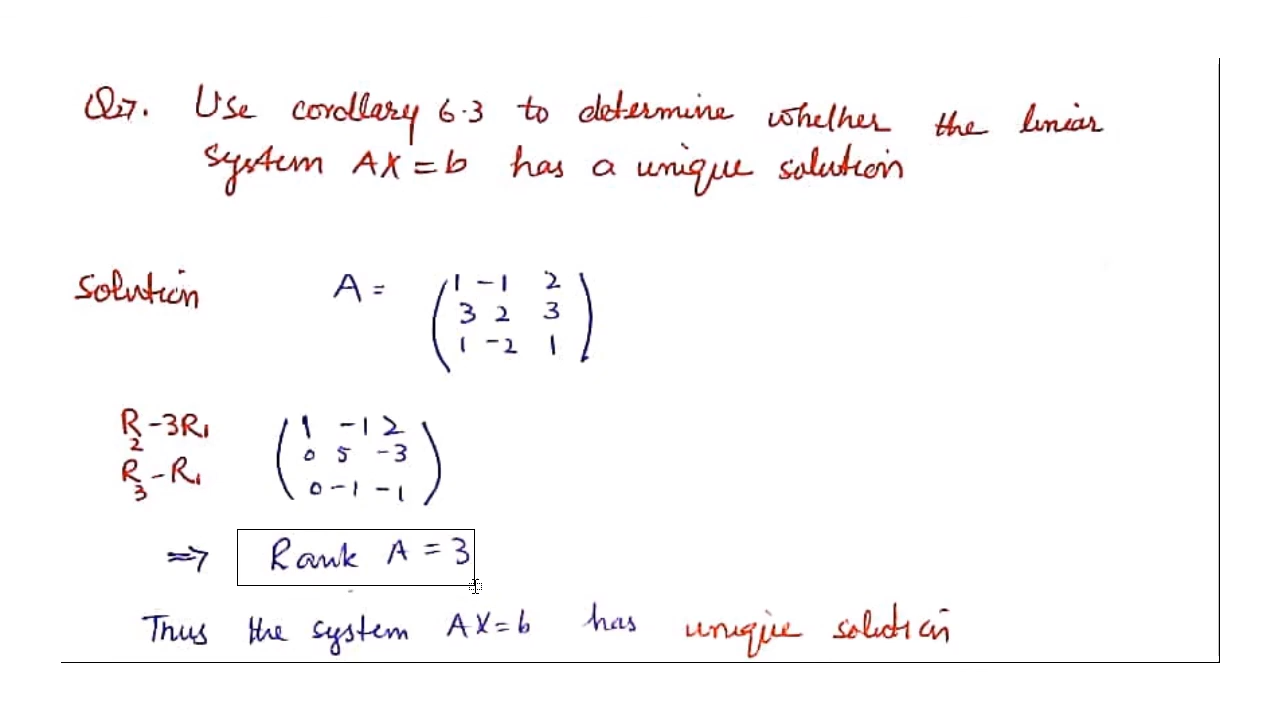 Q27. Use corollary 6.3 to determine whether the liniar
system AX = b has a unique solution
Solution A =
1 -1 2
3 2 3
1 -2 1
R2 - 3R1
R3 - R1
1 -1 2
0 5 -3
0 -1 -1
⇒ Rank A = 3
Thus the system AX = b has unique solution